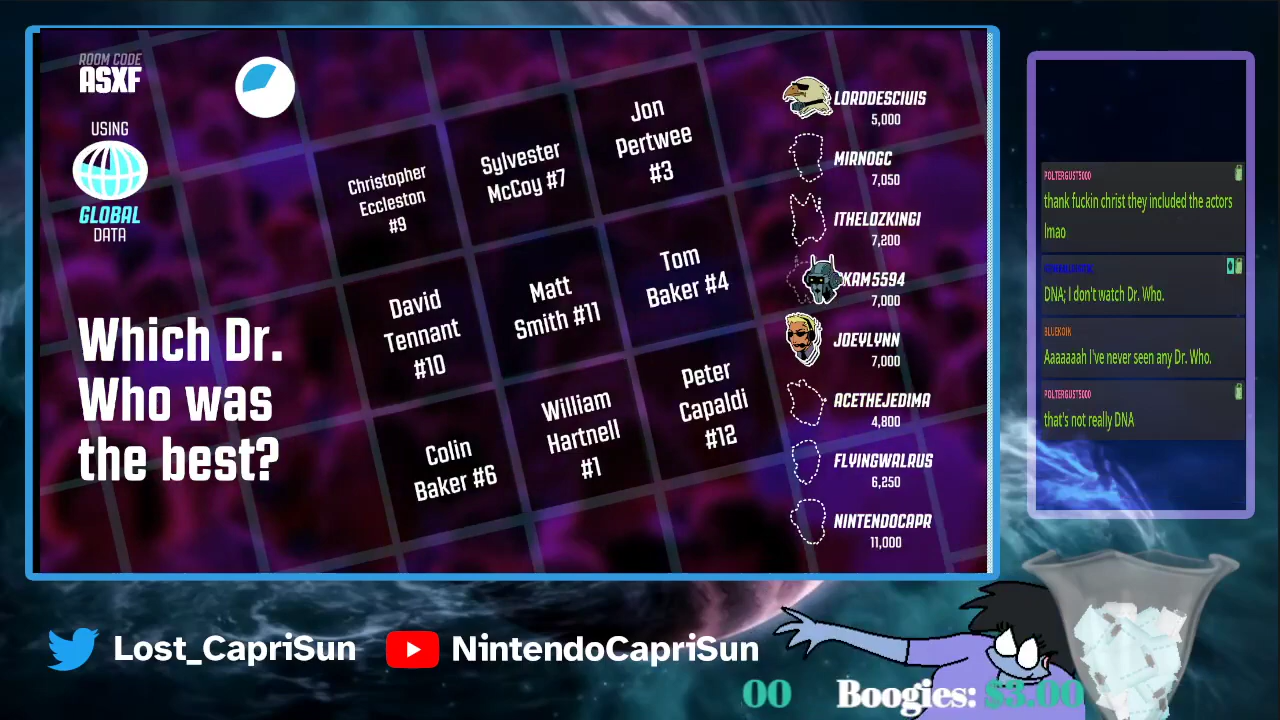 ROOM CODE
ASXF
USING
GLOBAL
DATA
Which Dr.
Who was
the best?
Christopher
Eccleston
#9
Sylvester
McCoy #7
Jon
Pertwee
#3
David
Tennant
#10
Matt
Smith #11
Tom
Baker #4
Colin
Baker #6
William
Hartnell
#1
Peter
Capaldi
#12
LORDDESCIUIS
5,000
MIRNOGC
7,050
ITHELOZKINGI
7,200
KAM5594
7,000
JOEYLYNN
7,000
ACETHEJEDIMA
4,800
FLYINGWALRUS
6,250
NINTENDOCAPR
11,000
POLTERGUST5000
thank fuckin christ they included the actors
lmao
DNA; I don't watch Dr. Who.
BLUEKOIN
Aaaaaaah I've never seen any Dr. Who.
POLTERGUST5000
that's not really DNA
Lost_CapriSun
NintendoCapriSun
00 Boogies: $3.00